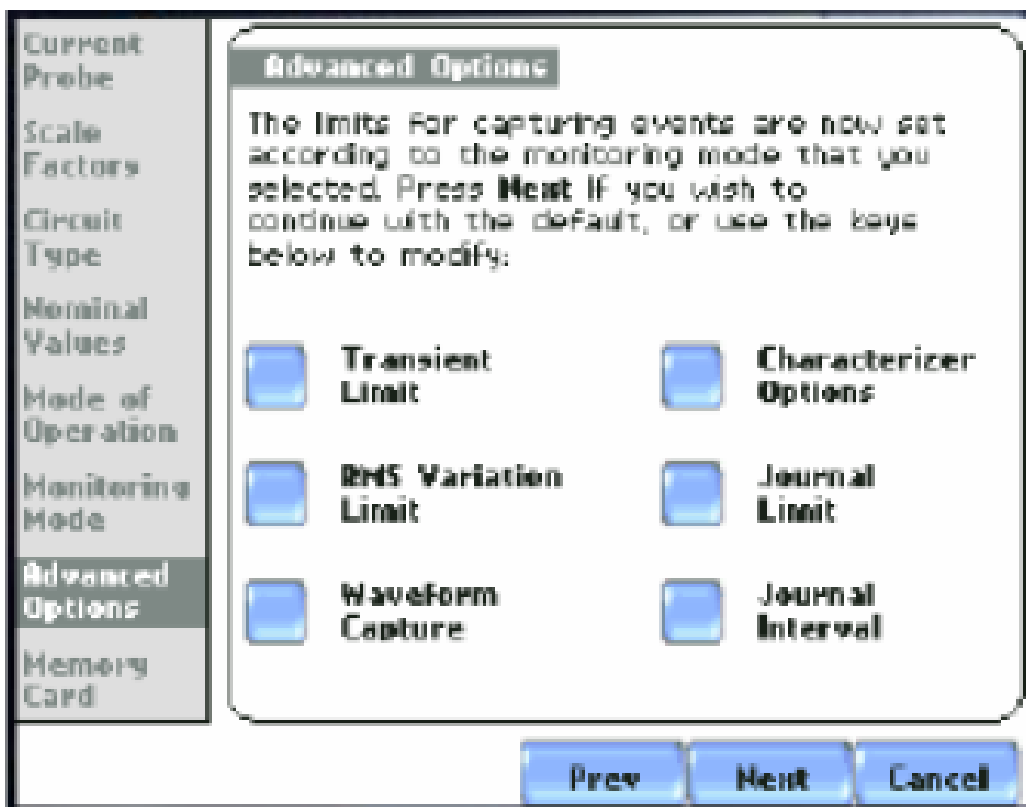 Current
Probe
Scale
Factors
Circuit
Type
Nominal
Values
Mode of
Operation
Monitoring
Mode
Advanced
Options
Memory
Card
Advanced Options
The limits for capturing events are now set
according to the monitoring mode that you
selected. Press Next if you wish to
continue with the default, or use the keys
below to modify:
Transient
Limit
Characterizer
Options
RMS Variation
Limit
Journal
Limit
Waveform
Capture
Journal
Interval
Prev
Next
Cancel